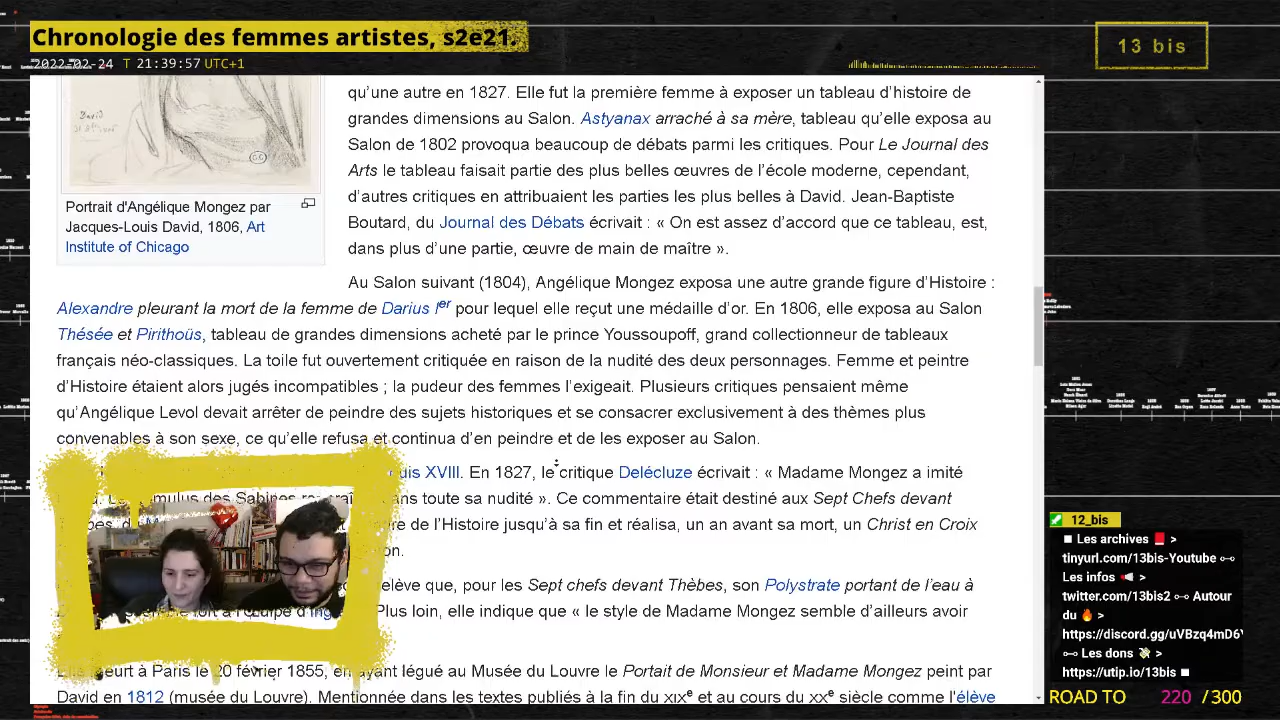 Chronologie des femmes artistes, s2e21.
2022-02-24 T 21:39:57 UTC+1
13 bis
qu’une autre en 1827. Elle fut la première femme à exposer un tableau d’histoire de
grandes dimensions au Salon. Astyanax arraché à sa mère, tableau qu’elle exposa au
Salon de 1802 provoqua beaucoup de débats parmi les critiques. Pour Le Journal des
Arts le tableau faisait partie des plus belles œuvres de l’école moderne, cependant,
d’autres critiques en attribuaient les parties les plus belles à David. Jean-Baptiste
Boutard, du Journal des Débats écrivait : « On est assez d’accord que ce tableau, est,
dans plus d’une partie, œuvre de main de maître ».
David
Portrait d'Angélique Mongez par
Jacques-Louis David, 1806, Art
Institute of Chicago
Au Salon suivant (1804), Angélique Mongez exposa une autre grande figure d’Histoire :
Alexandre pleurant la mort de la femme de Darius Ier pour lequel elle reçut une médaille d’or. En 1806, elle exposa au Salon
Thésée et Pirithoüs, tableau de grandes dimensions acheté par le prince Youssoupoff, grand collectionneur de tableaux
français néo-classiques. La toile fut ouvertement critiquée en raison de la nudité des deux personnages. Femme et peintre
d’Histoire étaient alors jugés incompatibles ; la pudeur des femmes l’exigeait. Plusieurs critiques pensaient même
qu’Angélique Levol devait arrêter de peindre des sujets historiques et se consacrer exclusivement à des thèmes plus
convenables à son sexe, ce qu’elle refusa et continua d’en peindre et de les exposer au Salon.
uis XVIII. En 1827, le critique Delécluze écrivait : « Madame Mongez a imité
mulus des Sabines ans toute sa nudité ». Ce commentaire était destiné aux Sept Chefs devant
re de l’Histoire jusqu’à sa fin et réalisa, un an avant sa mort, un Christ en Croix
on.
elève que, pour les Sept chefs devant Thèbes, son Polystrate portant de l’eau à
Plus loin, elle indique que « le style de Madame Mongez semble d’ailleurs avoir
meurt à Paris le 20 février 1855, en ayant légué au Musée du Louvre le Portait de Monsieur et Madame Mongez peint par
David en 1812 (musée du Louvre). Mentionnée dans les textes publiés à la fin du XIXe et au cours du XXe siècle comme l'élève
12_bis
Les archives >
tinyurl.com/13bis-Youtube
Les infos >
twitter.com/13bis2 Autour
du >
https://discord.gg/uVBzq4mD6
Les dons >
https://utip.io/13bis
ROAD TO 220 /300